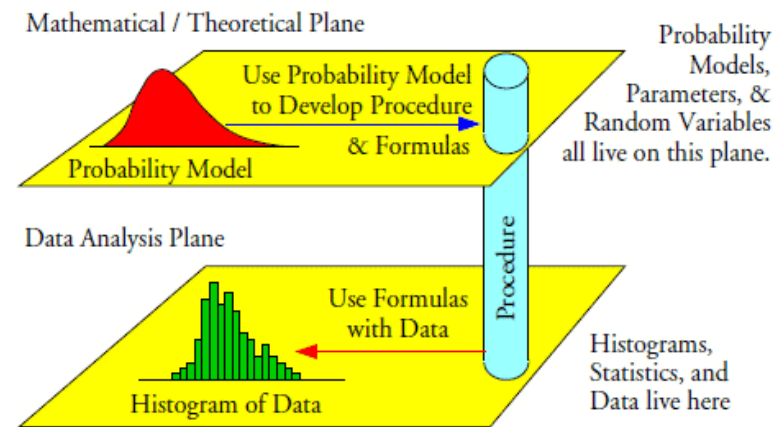 Mathematical / Theoretical Plane
Probability
Models,
Parameters, &
Random Variables
all live on this plane.
Use Probability Model
to Develop Procedure
& Formulas
Probability Model
Data Analysis Plane
Procedure
Use Formulas
with Data
Histogram of Data
Histograms,
Statistics, and
Data live here